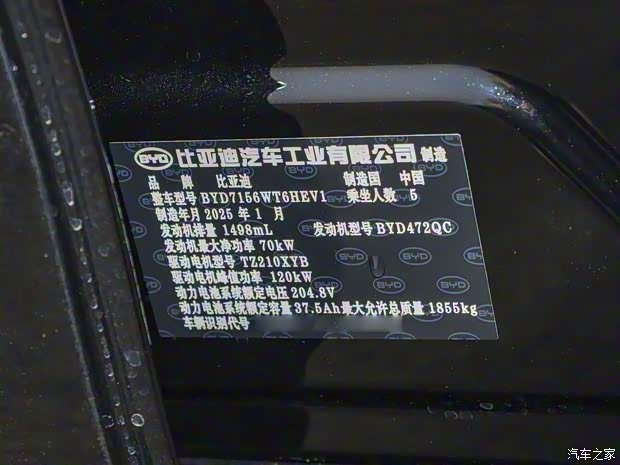 BYD 比亚迪汽车工业有限公司 制造
品牌 比亚迪 制造国 中国
整车型号 BYD7156WT6HEV1 乘坐人数 5
制造年月 2025 年 1 月
发动机排量 1498mL 发动机型号 BYD472QC
发动机最大净功率 70kW
驱动电机型号 TZ210XYB
驱动电机峰值功率 120kW
动力电池系统额定电压 204.8V
动力电池系统额定容量 37.5Ah 最大允许总质量 1855kg
车辆识别代号
汽车之家